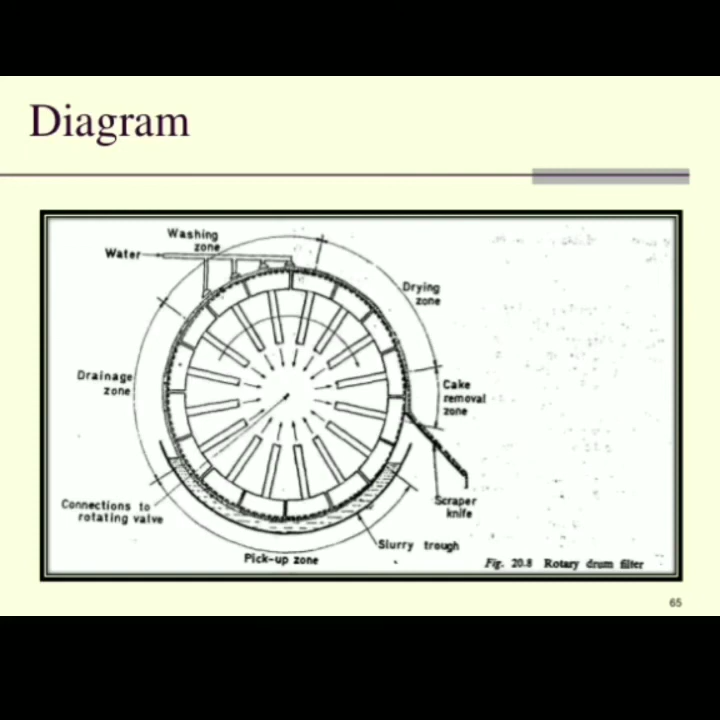 Diagram
Washing
zone
Water
Drying
zone
Drainage
zone
Cake
removal
zone
Connections to
rotating valve
Scraper
knife
Slurry trough
Pick-up zone
Fig. 20.8 Rotary drum filter
65